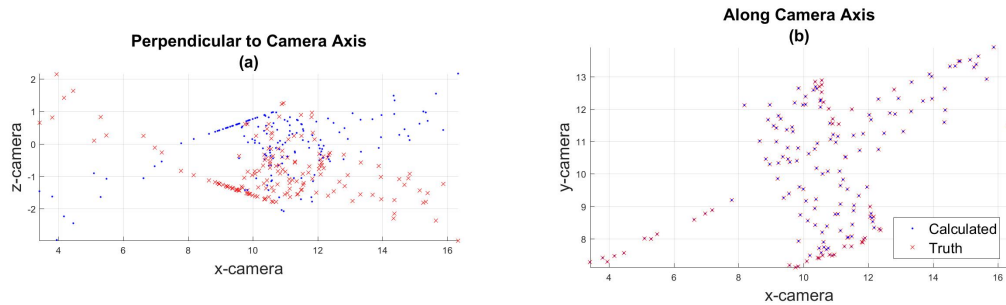 Perpendicular to Camera Axis
(a)
2
1
0
-1
-2
z-camera
4
6
8
10
12
14
16
x-camera
Along Camera Axis
(b)
13
12
11
10
9
8
y-camera
4
6
8
10
12
14
16
x-camera
Calculated
Truth